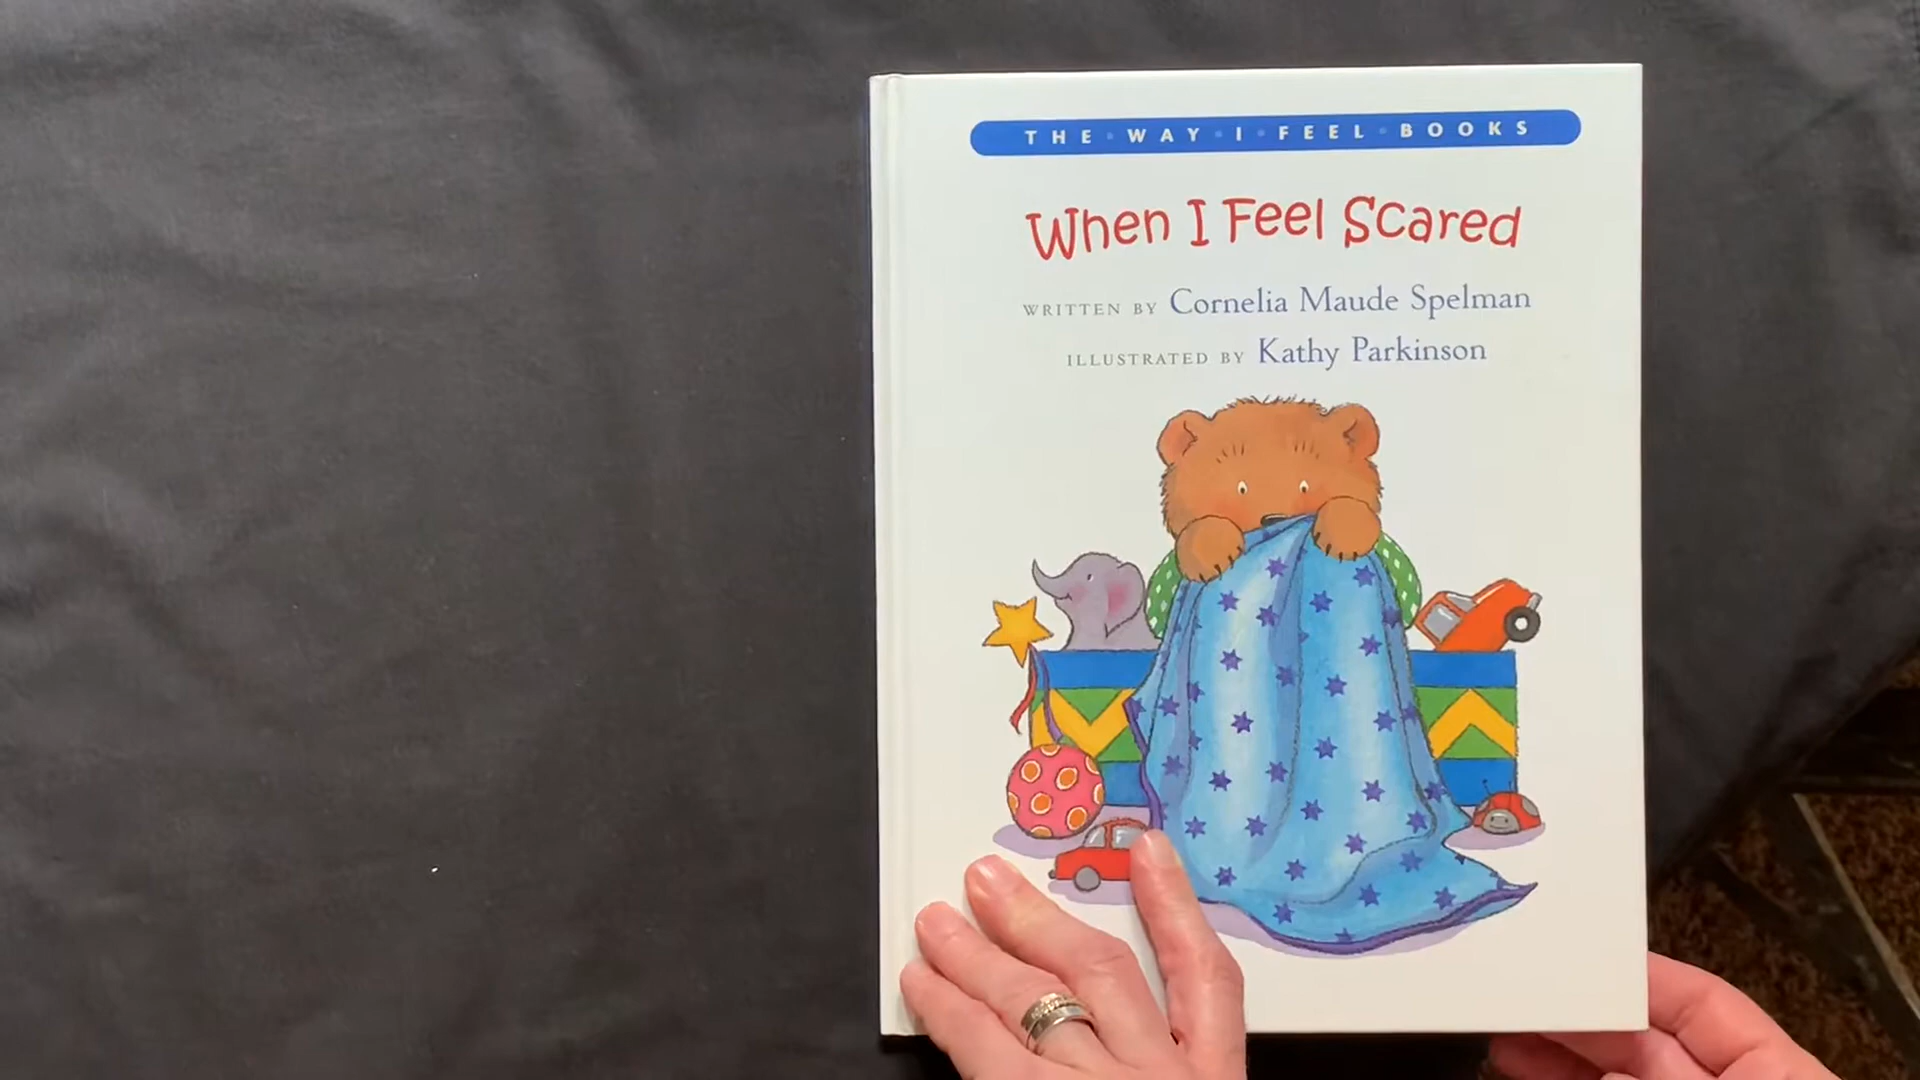 THE WAY I FEEL BOOKS
When I Feel Scared
WRITTEN BY Cornelia Maude Spelman
ILLUSTRATED BY Kathy Parkinson